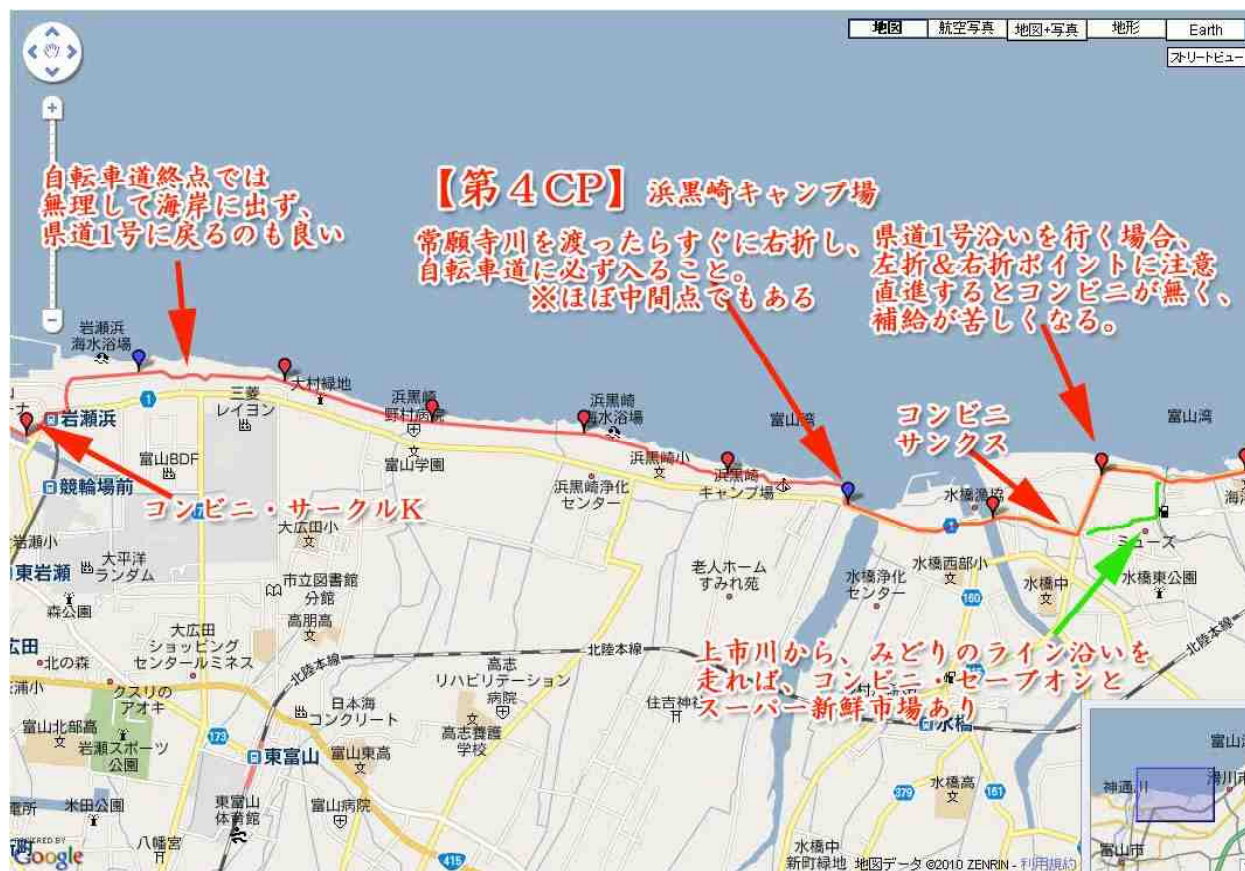 地図
航空写真
地図+写真
地形
Earth
ストリートビュー
自転車道終点では
無理して海岸に出ず、
県道1号に戻るのも良い
【第4CP】浜黒崎キャンプ場
常願寺川を渡ったらすぐに右折し、
自転車道に必ず入ること。
※ほぼ中間点でもある
県道1号沿いを行く場合、
左折&右折ポイントに注意
直進するとコンビニが無く、
補給が苦しくなる。
岩瀬浜
海水浴場
1
三菱
レイヨン
大村緑地
浜黒崎
野村病院
富山学園
浜黒崎
海水浴場
浜黒崎小
浜黒崎浄化
センター
浜黒崎
キャンプ場
富山湾
コンビニ
サンクス
富山湾
水橋漁協
1
ミューズ
水橋東公園
岩瀬浜
富山BDF
競輪場前
コンビニ・サークルK
岩瀬小
大広田小
大平洋
ランダム
東岩瀬
森公園
市立図書館
分館
高朋高
老人ホーム
すみれ苑
水橋浄化
センター
水橋西部小
160
水橋中
広田
北の森
大広田
ショッピング
センタールミネス
北陸本線
北陸本線
北陸本線
上市川から、みどりのライン沿いを
走れば、コンビニ・セーブオンと
スーパー新鮮市場あり
クスリの
アオキ
富山北部高
岩瀬スポーツ
公園
日本海
コンクリート
高志
リハビリテーション
病院
高志養護
学校
住吉神社
水橋
173
東富山
富山東高
米田公園
東富山
体育館
富山病院
八幡宮
415
379
水橋高
161
水橋中
新町緑地
富山湾
神通川
滑川市
富山市
POWERED BY
Google
地図データ ©2010 ZENRIN - 利用規約